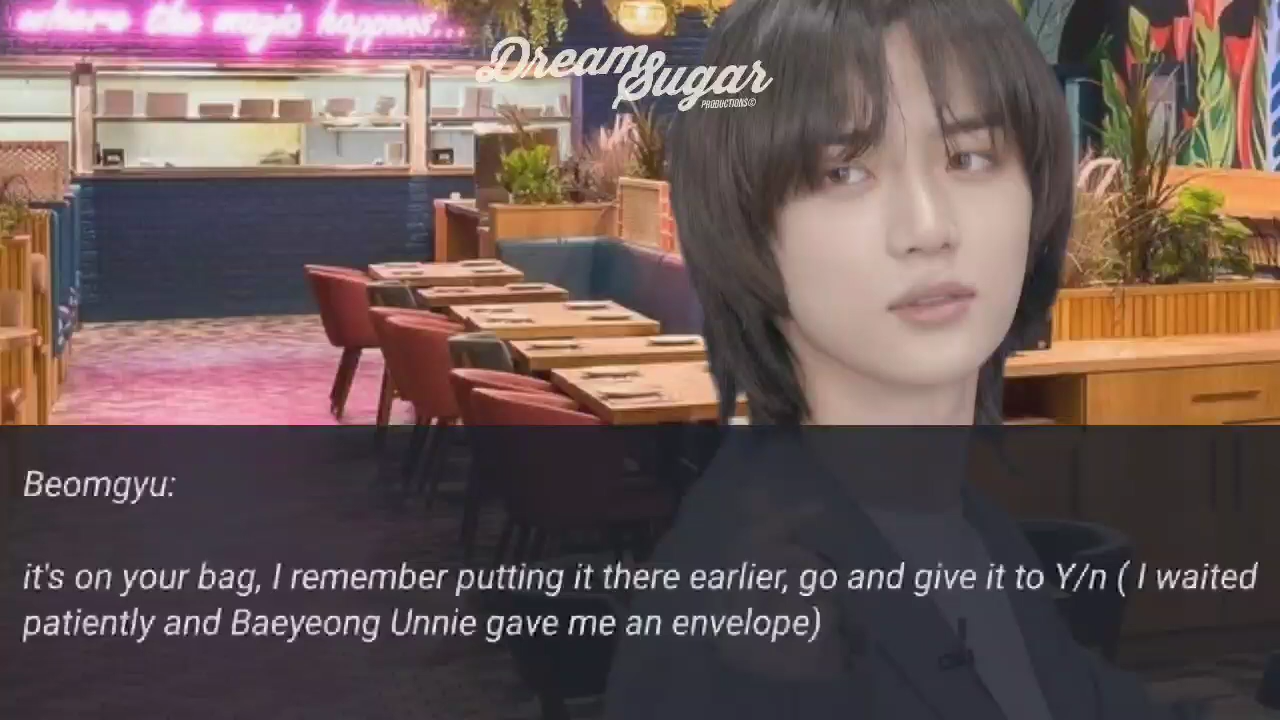 where the magic happens...
Dream Sugar
PRODUCTIONS©
Beomgyu:
it's on your bag, I remember putting it there earlier, go and give it to Y/n ( I waited
patiently and Baeyeong Unnie gave me an envelope)